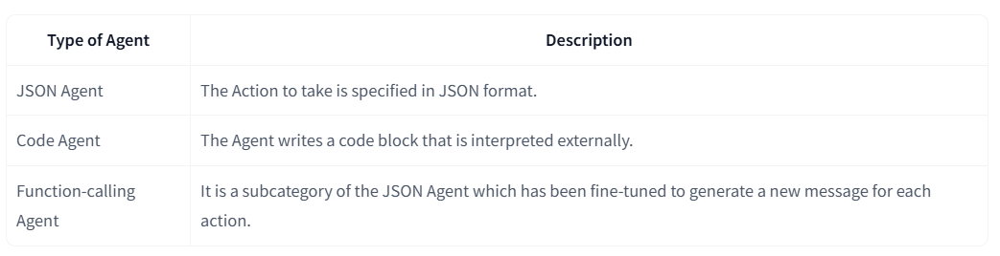 Type of Agent
Description
JSON Agent
The Action to take is specified in JSON format.
Code Agent
The Agent writes a code block that is interpreted externally.
Function-calling
Agent
It is a subcategory of the JSON Agent which has been fine-tuned to generate a new message for each
action.